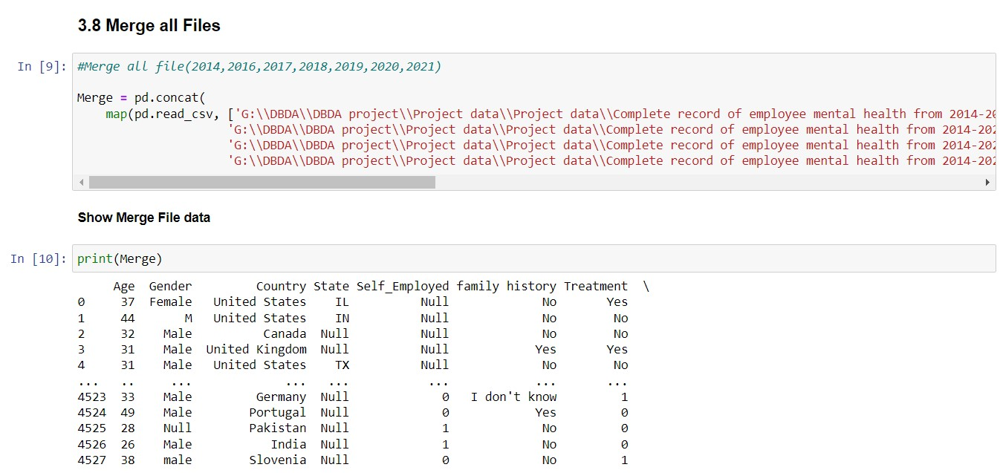 3.8 Merge all Files
In [9]: #Merge all file(2014,2016,2017,2018,2019,2020,2021)
Merge = pd.concat(
map(pd.read_csv, ['G:\\DBDA\\DBDA project\\Project data\\Project data\\Complete record of employee mental health from 2014-20
'G:\\DBDA\\DBDA project\\Project data\\Project data\\Complete record of employee mental health from 2014-202
'G:\\DBDA\\DBDA project\\Project data\\Project data\\Complete record of employee mental health from 2014-202
'G:\\DBDA\\DBDA project\\Project data\\Project data\\Complete record of employee mental health from 2014-202
Show Merge File data
In [10]: print(Merge)
Age Gender Country State Self_Employed family history Treatment \
0 37 Female United States IL Null No Yes
1 44 M United States IN Null No No
2 32 Male Canada Null Null No No
3 31 Male United Kingdom Null Null Yes Yes
4 31 Male United States TX Null No No
... .. ... ... ... ... ... ...
4523 33 Male Germany Null 0 I don't know 1
4524 49 Male Portugal Null 0 Yes 0
4525 28 Null Pakistan Null 1 No 0
4526 26 Male India Null 1 No 0
4527 38 male Slovenia Null 0 No 1